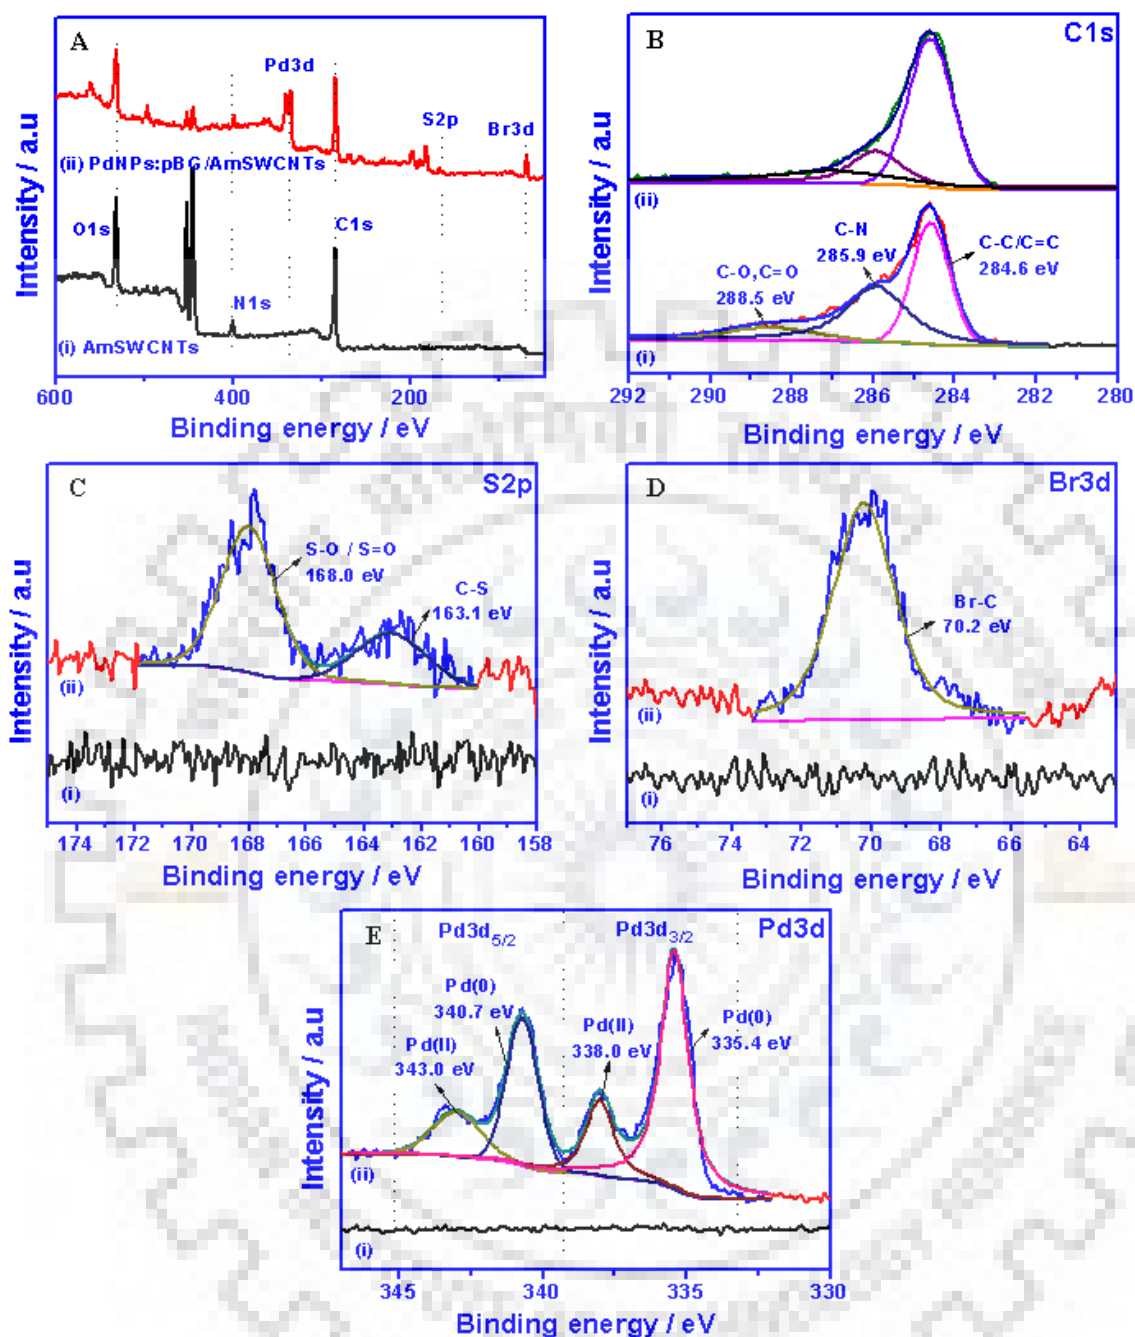 A
Pd3d
S2p
Br3d
(ii) PdNPs:pBG/AmSWCNTs
O1s
C1s
N1s
(i) AmSWCNTs
600
400
200
Binding energy / eV
Intensity / a.u
B
C1s
(ii)
C-N
285.9 eV
C-C/C=C
284.6 eV
C-O,C=O
288.5 eV
(i)
292
290
288
286
284
282
280
Binding energy / eV
Intensity / a.u
C
S2p
S-O / S=O
168.0 eV
C-S
163.1 eV
(ii)
(i)
174
172
170
168
166
164
162
160
158
Binding energy / eV
Intensity / a.u
D
Br3d
Br-C
70.2 eV
(ii)
(i)
76
74
72
70
68
66
64
Binding energy / eV
Intensity / a.u
E
Pd3d5/2
Pd3d3/2
Pd3d
Pd(0)
340.7 eV
Pd(II)
343.0 eV
Pd(II)
338.0 eV
Pd(0)
335.4 eV
(ii)
(i)
345
340
335
330
Binding energy / eV
Intensity / a.u